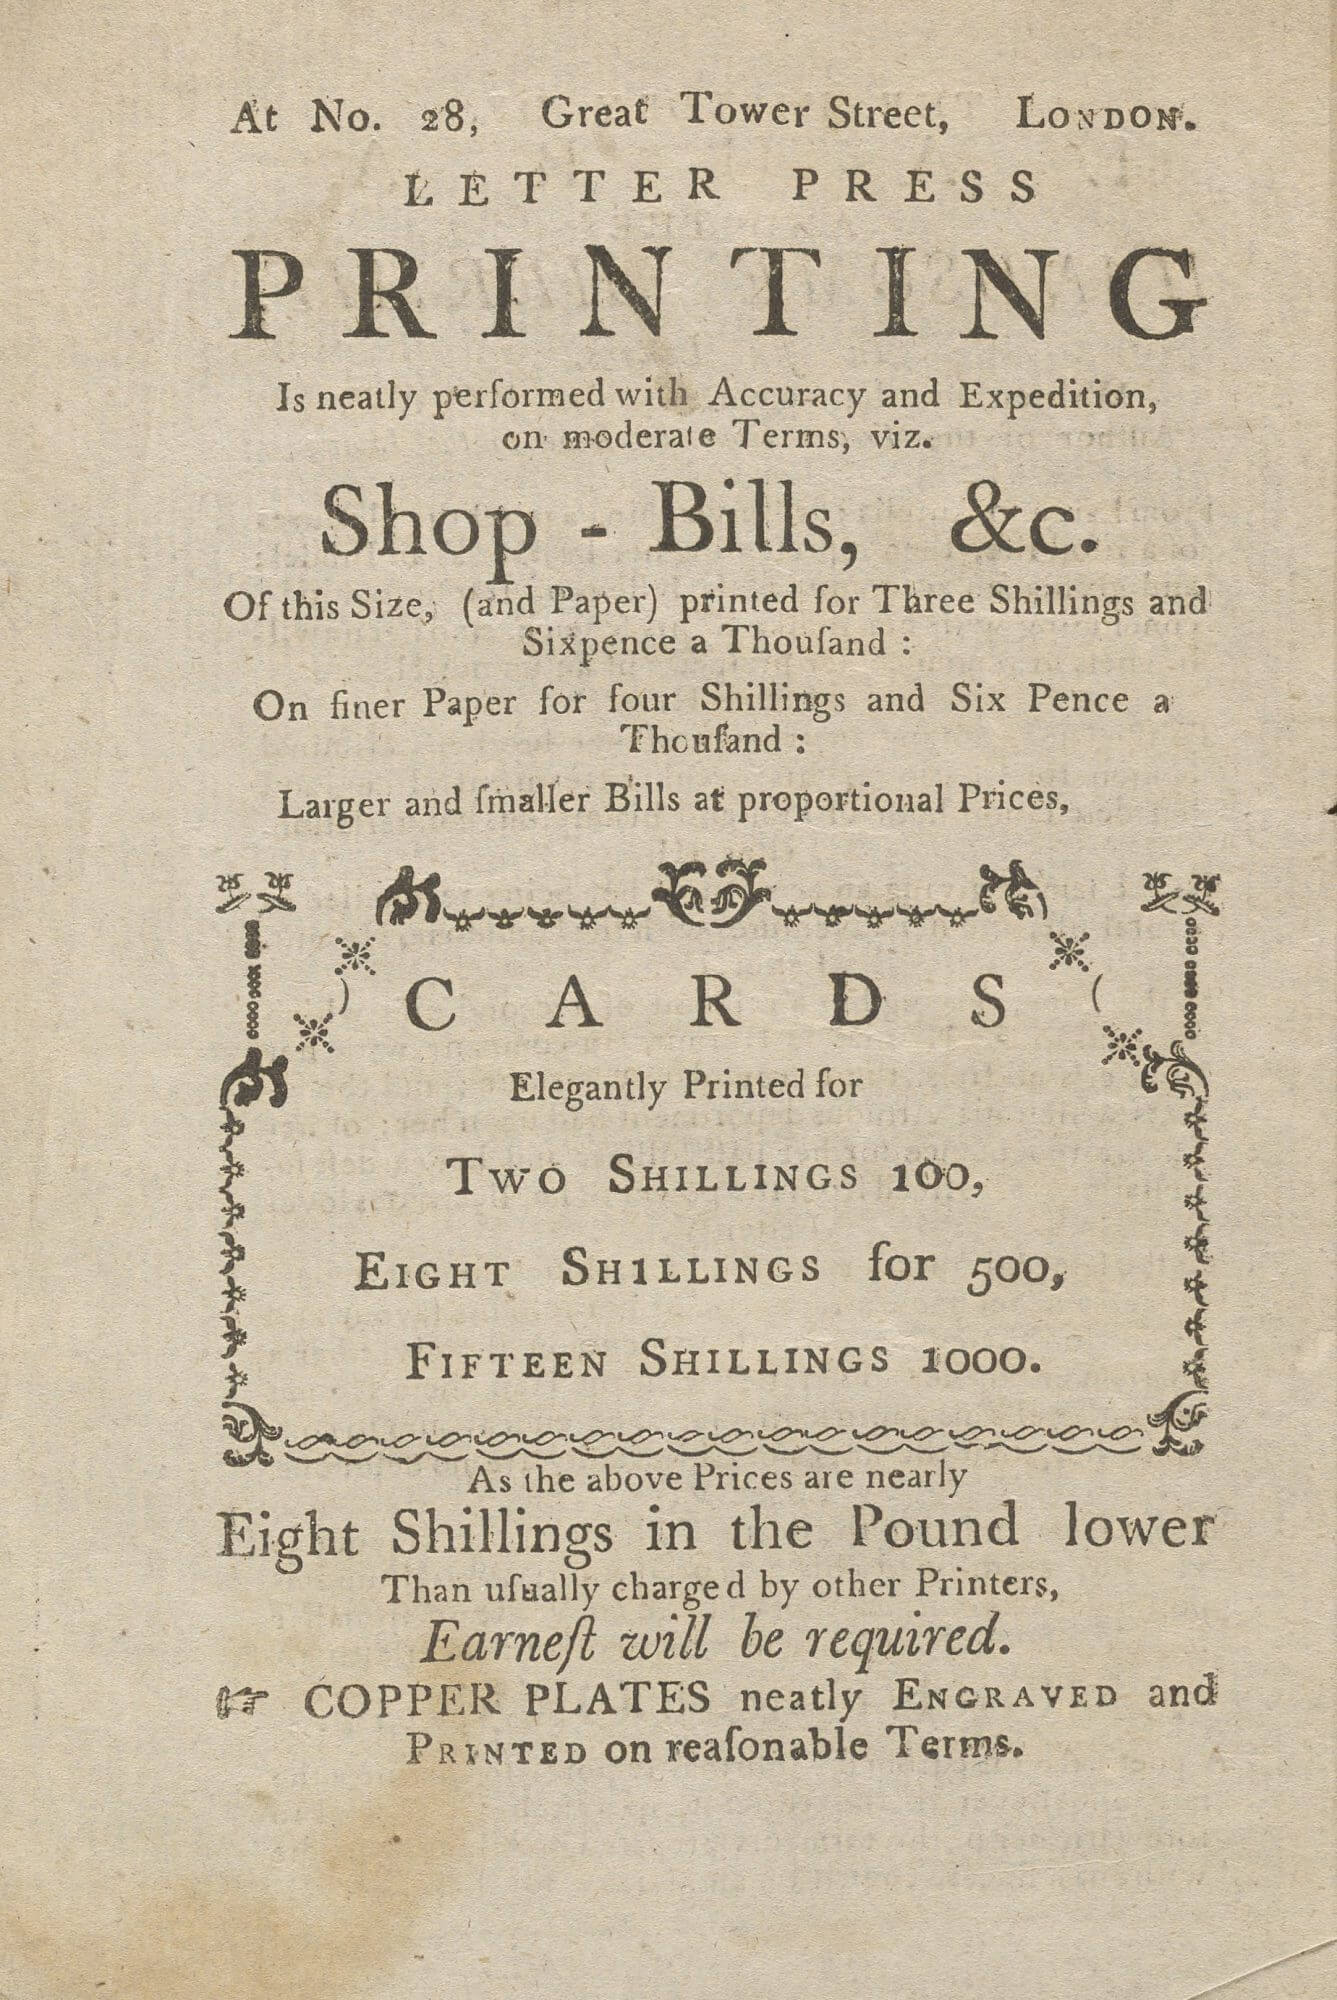 At No. 28, Great Tower Street, LONDON.
LETTER PRESS
PRINTING
Is neatly performed with Accuracy and Expedition,
on moderate Terms, viz.
Shop - Bills, &c.
Of this Size, (and Paper) printed for Three Shillings and
Sixpence a Thouſand :
On finer Paper for four Shillings and Six Pence a
Thouſand :
Larger and ſmaller Bills at proportional Prices,
CARDS
Elegantly Printed for
TWO SHILLINGS 100,
EIGHT SH1LLINGS for 500,
FIFTEEN SHILLINGS 1000.
As the above Prices are nearly
Eight Shillings in the Pound lower
Than uſually charged by other Printers,
Earneſt will be required.
☞ COPPER PLATES neatly ENGRAVED and
PRINTED on reaſonable Terms.